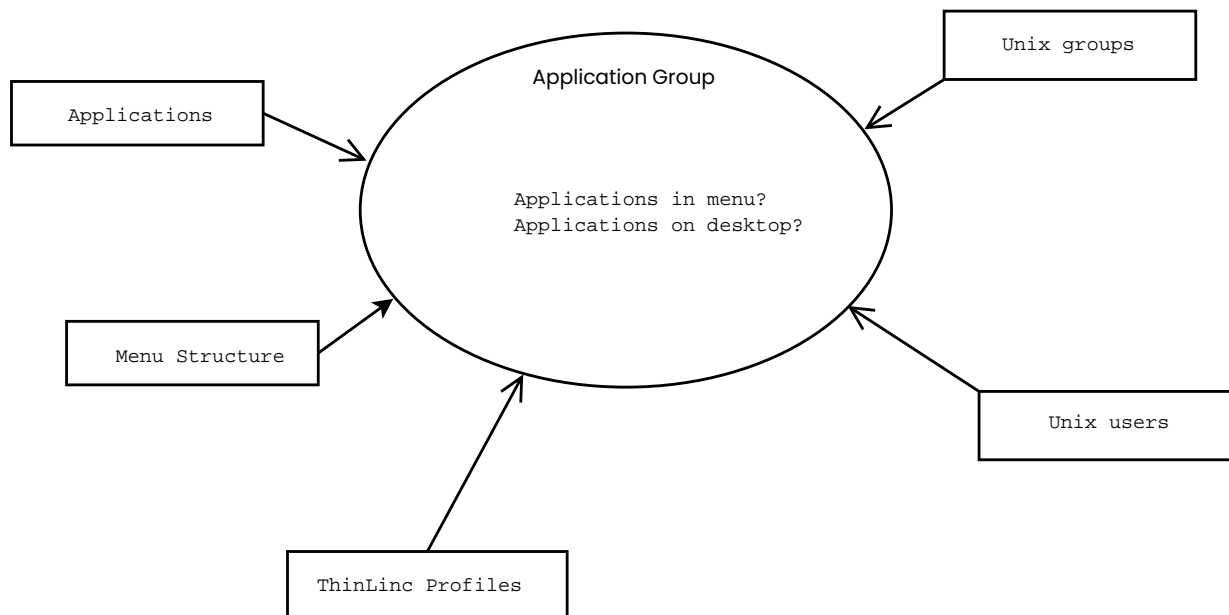 Unix groups
Application Group
Applications
Applications in menu?
Applications on desktop?
Menu Structure
Unix users
ThinLinc Profiles